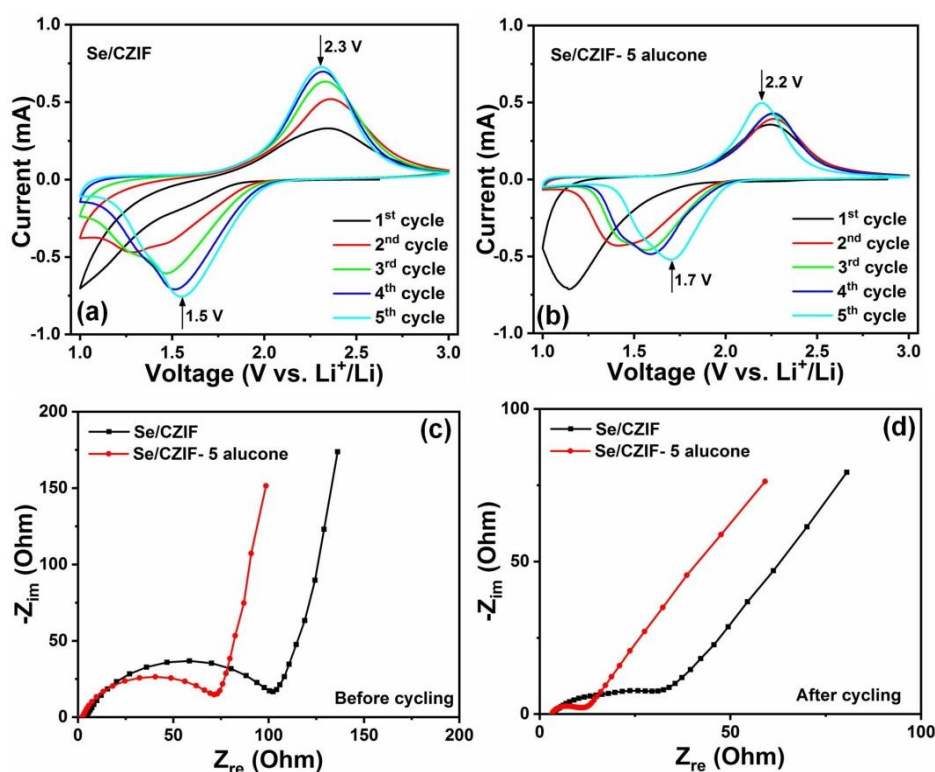 1.0
0.5
0.0
-0.5
-1.0
Current (mA)
Se/CZIF
2.3 V
1.5 V
1st cycle
2nd cycle
3rd cycle
4th cycle
5th cycle
(a)
1.0 1.5 2.0 2.5 3.0
Voltage (V vs. Li+/Li)
1.0
0.5
0.0
-0.5
-1.0
Current (mA)
Se/CZIF- 5 alucone
2.2 V
1.7 V
1st cycle
2nd cycle
3rd cycle
4th cycle
5th cycle
(b)
1.0 1.5 2.0 2.5 3.0
Voltage (V vs. Li+/Li)
200
150
100
50
0
-Zim (Ohm)
Se/CZIF
Se/CZIF- 5 alucone
(c)
Before cycling
0 50 100 150 200
Zre (Ohm)
100
50
0
-Zim (Ohm)
Se/CZIF
Se/CZIF- 5 alucone
(d)
After cycling
0 50 100
Zre (Ohm)